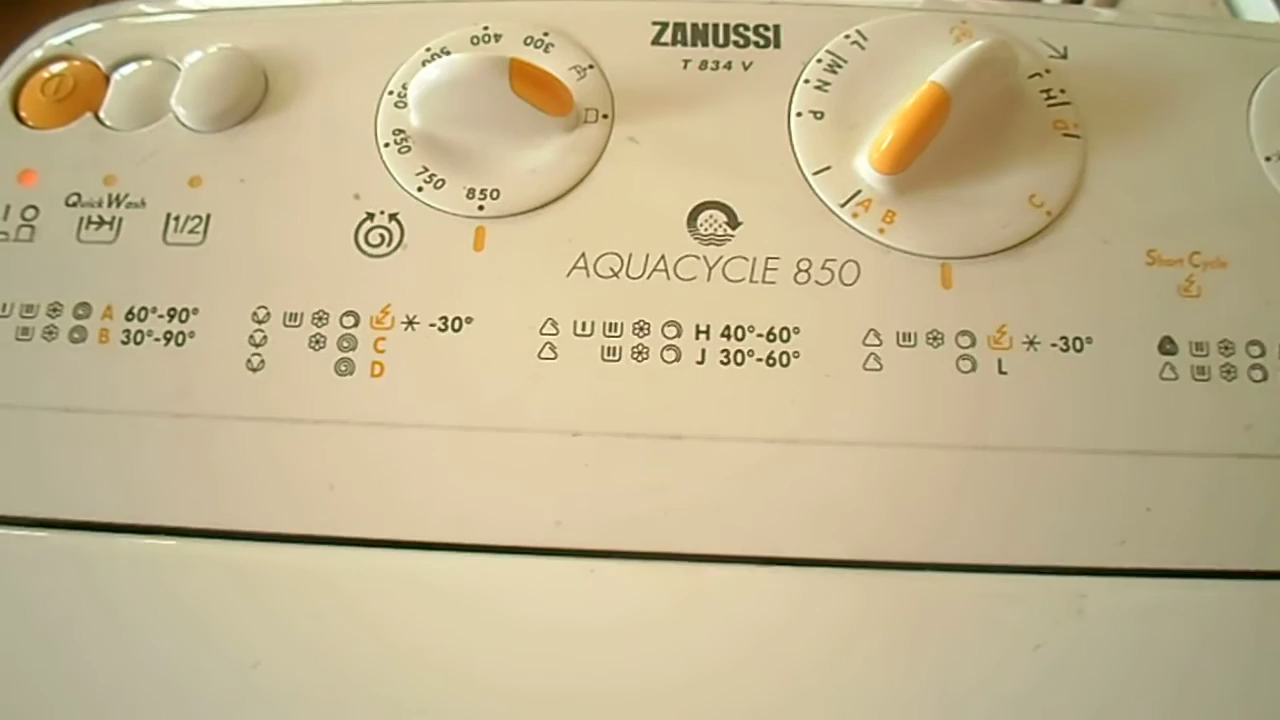 ZANUSSI
T 834 V
300
400
500
650
750
850
P
N
M
H
A
B
C
Quick Wash
1/2
AQUACYCLE 850
Short Cycle
A 60°-90°
B 30°-90°
-30°
C
D
H 40°-60°
J 30°-60°
-30°
L